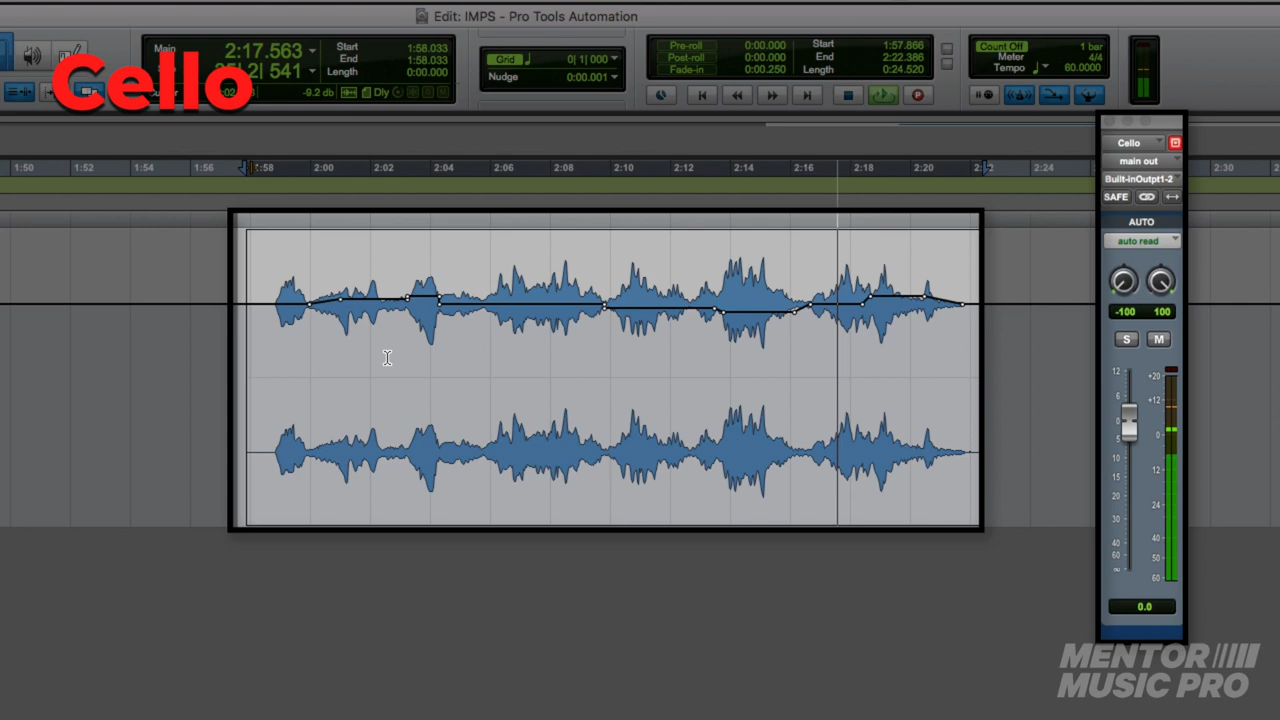 Edit: IMPS - Pro Tools Automation
Cello
Main
2:17.563
541
Start 1:58.033
End 1:58.033
Length 0:00.000
-9.2 db
Dly
Grid 0| 1| 000
Nudge 0:00.001
Pre-roll 0:00.000
Post-roll 0:00.000
Fade-in 0:00.250
Start 1:57.866
End 2:22.386
Length 0:24.520
Count Off 1 bar
Meter 4/4
Tempo 60.0000
1:50 1:52 1:54 1:56 1:58 2:00 2:02 2:04 2:06 2:08 2:10 2:12 2:14 2:16 2:18 2:20 2:24 2:30
Cello
main out
Built-inOutpt1-2
SAFE
AUTO
auto read
-100 100
S M
12
6
0
5
10
15
20
30
40
60
∞
+20
+12
0
12
24
40
50
60
0.0
MENTOR
MUSIC PRO